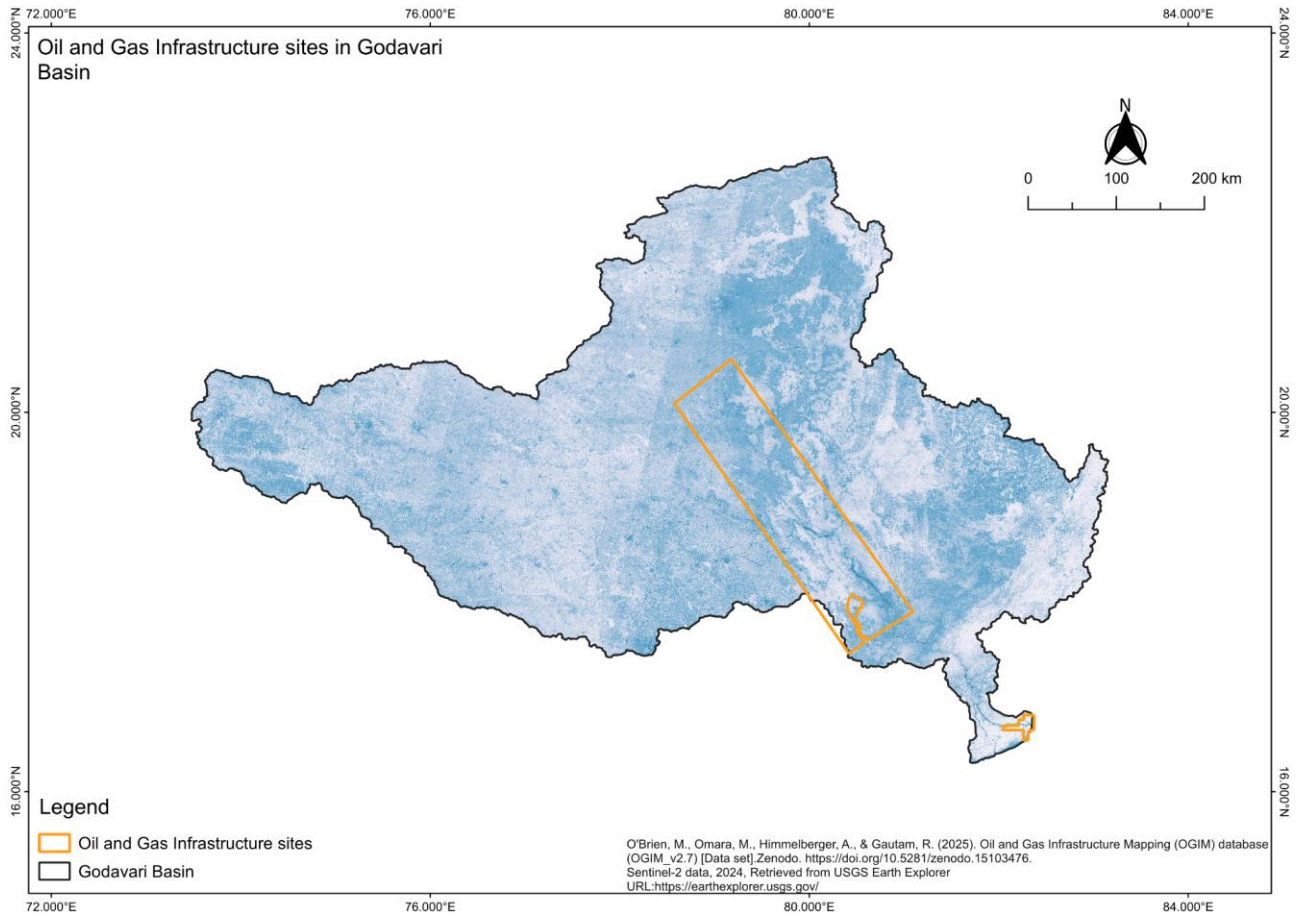 72.000°E 76.000°E 80.000°E 84.000°E
24.000°N 24.000°N
Oil and Gas Infrastructure sites in Godavari
Basin
N
0 100 200 km
20.000°N 20.000°N
16.000°N 16.000°N
Legend
Oil and Gas Infrastructure sites
Godavari Basin
O'Brien, M., Omara, M., Himmelberger, A., & Gautam, R. (2025). Oil and Gas Infrastructure Mapping (OGIM) database
(OGIM_v2.7) [Data set].Zenodo. https://doi.org/10.5281/zenodo.15103476.
Sentinel-2 data, 2024, Retrieved from USGS Earth Explorer
URL:https://earthexplorer.usgs.gov/
72.000°E 76.000°E 80.000°E 84.000°E